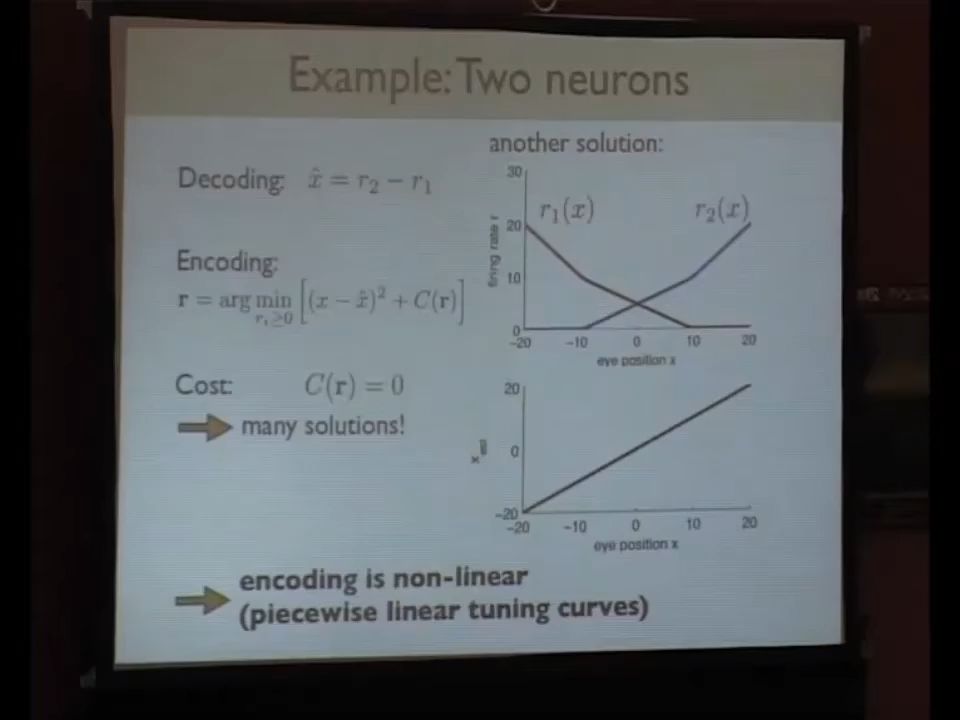 Example: Two neurons
Decoding: x̂ = r₂ − r₁
Encoding:
r = arg min [(x − x̂)² + C(r)]
rᵢ ≥0
Cost: C(r) = 0
many solutions!
another solution:
30
20
10
0
firing rate r
r₁(x)
r₂(x)
−20 −10 0 10 20
eye position x
20
0
−20
−20 −10 0 10 20
eye position x
encoding is non-linear
(piecewise linear tuning curves)